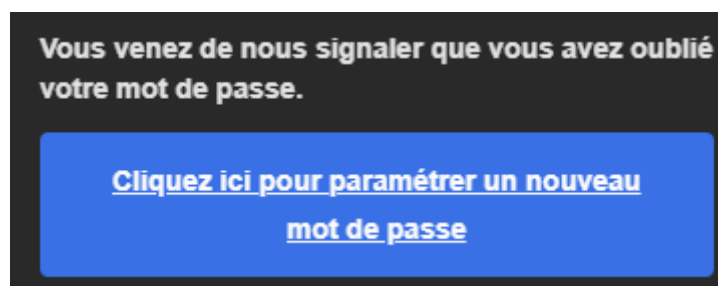 Vous venez de nous signaler que vous avez oublié
votre mot de passe.
Cliquez ici pour paramétrer un nouveau
mot de passe